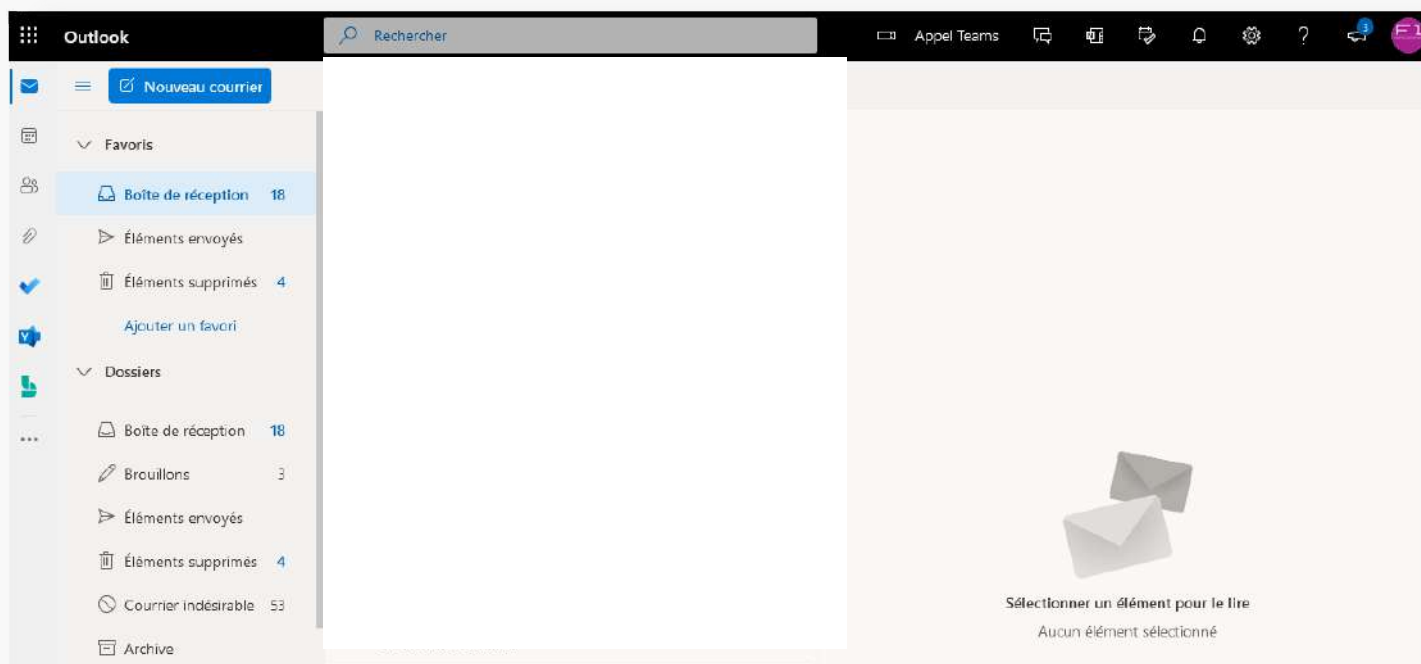 Outlook
Rechercher
Appel Teams
3
Nouveau courrier
Favoris
Boîte de réception 18
Éléments envoyés
Éléments supprimés 4
Ajouter un favori
Dossiers
Boîte de réception 18
Brouillons 3
Éléments envoyés
Éléments supprimés 4
Courrier indésirable 53
Archive
Sélectionner un élément pour le lire
Aucun élément sélectionné